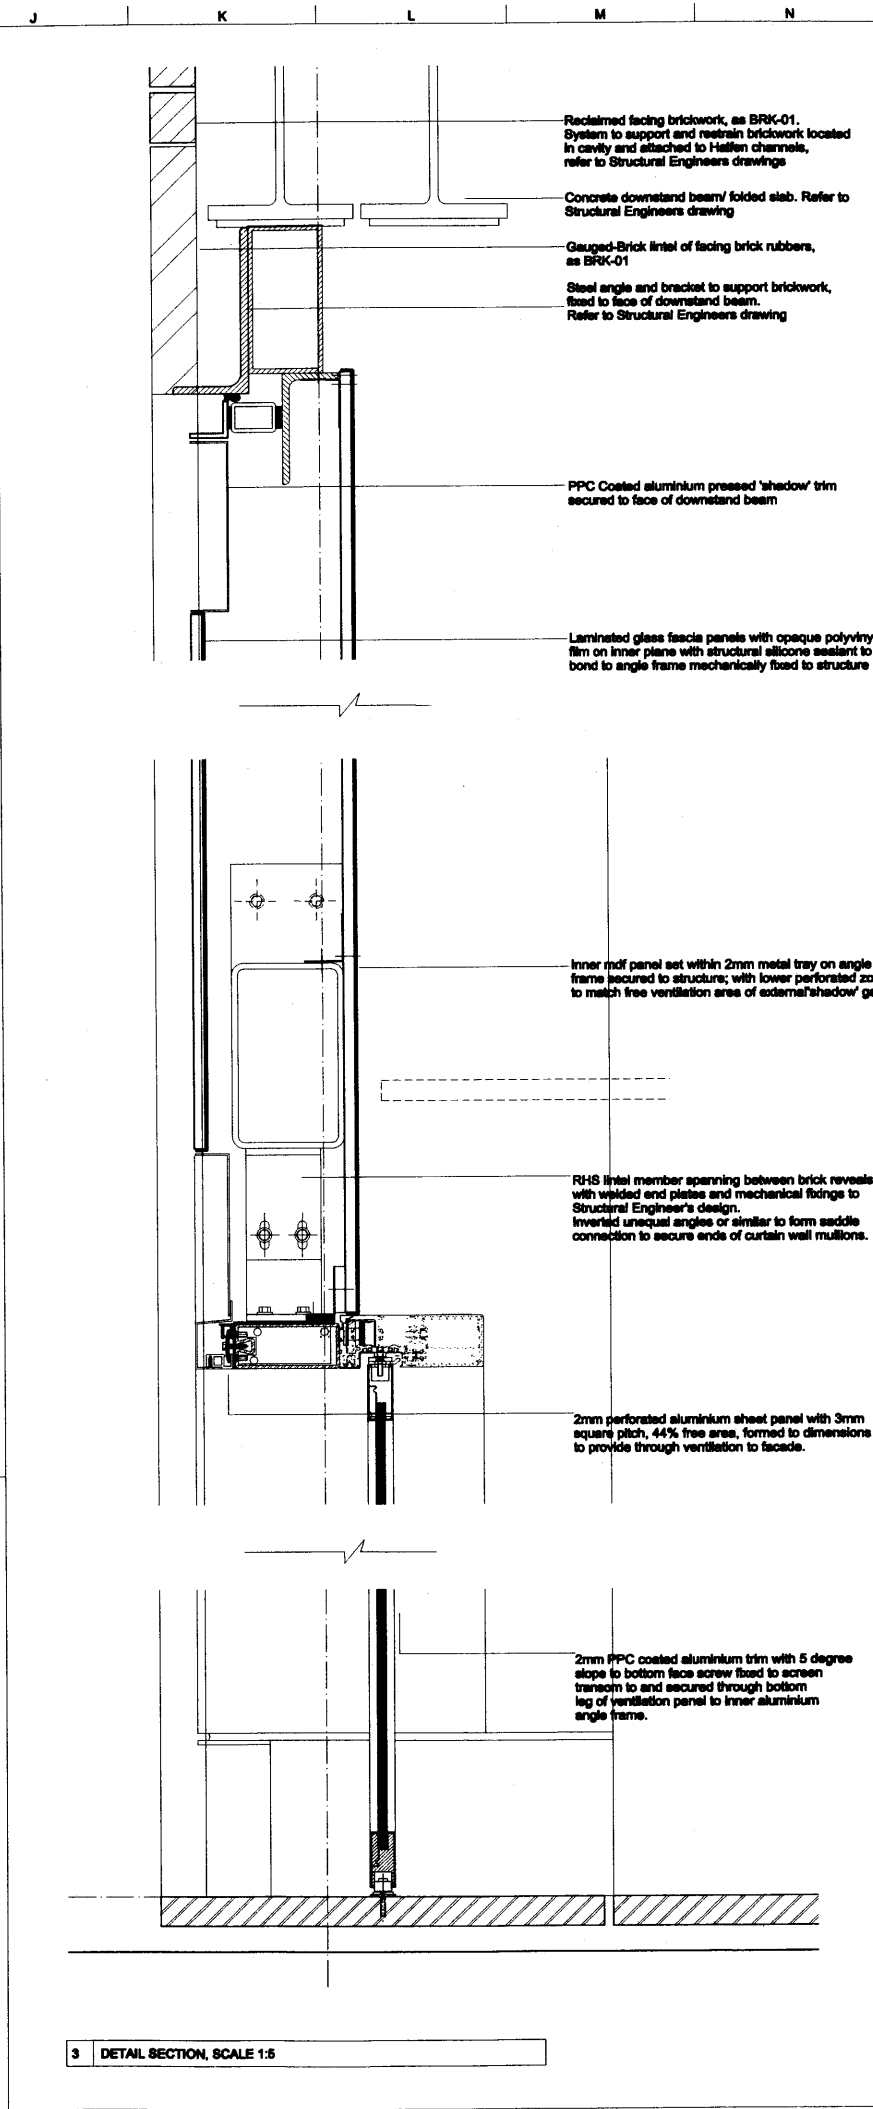 J K L M N
Reclaimed facing brickwork, as BRK-01.
System to support and restrain brickwork located
in cavity and attached to Halfen channels,
refer to Structural Engineers drawings
Concrete downstand beam/ folded slab. Refer to
Structural Engineers drawing
Gauged-Brick lintel of facing brick rubbers,
as BRK-01
Steel angle and bracket to support brickwork,
fixed to face of downstand beam.
Refer to Structural Engineers drawing
PPC Coated aluminium pressed 'shadow' trim
secured to face of downstand beam
Laminated glass fascia panels with opaque polyviny
film on inner plane with structural silicone sealant to
bond to angle frame mechanically fixed to structure
Inner mdf panel set within 2mm metal tray on angle
frame secured to structure; with lower perforated zo
to match free ventilation area of external'shadow' ga
RHS lintel member spanning between brick reveals
with welded end plates and mechanical fixings to
Structural Engineer's design.
Inverted unequal angles or similar to form saddle
connection to secure ends of curtain wall mullions.
2mm perforated aluminium sheet panel with 3mm
square pitch, 44% free area, formed to dimensions
to provide through ventilation to facade.
2mm PPC coated aluminium trim with 5 degree
slope to bottom face screw fixed to screen
transom to and secured through bottom
leg of ventilation panel to inner aluminium
angle frame.
3 DETAIL SECTION, SCALE 1:5